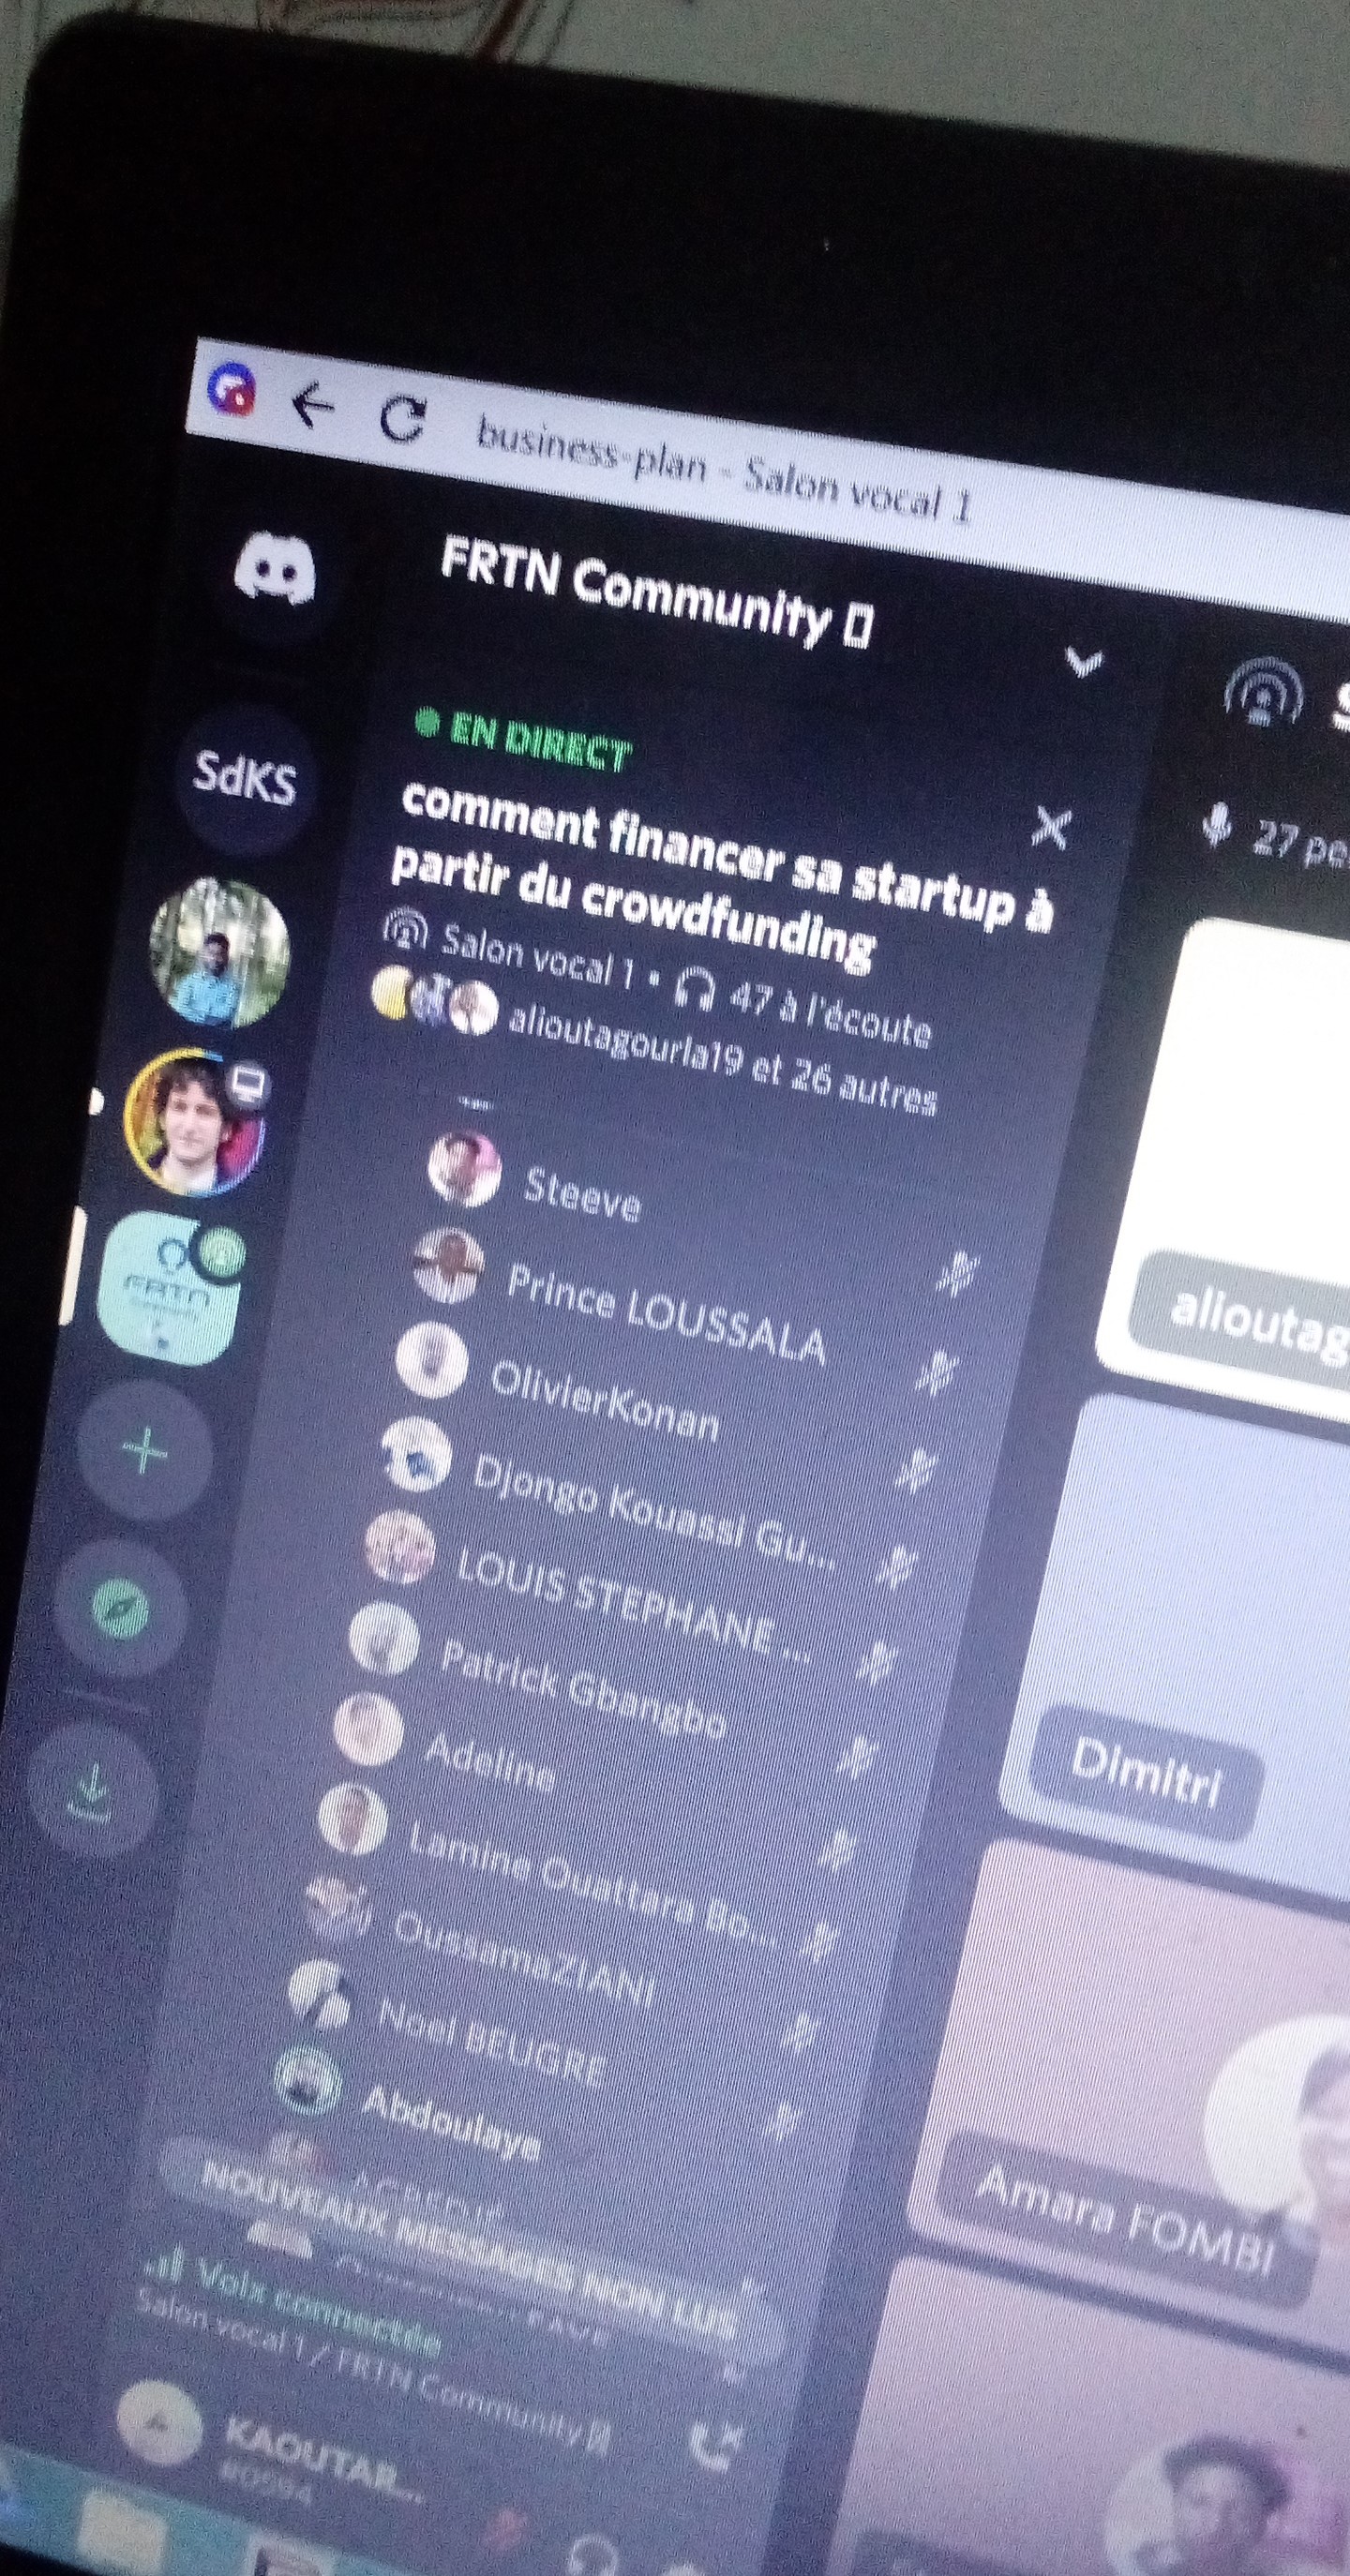 business-plan - Salon vocal 1
FRTN Community
SdKS
EN DIRECT
comment financer sa startup à
partir du crowdfunding
Salon vocal 1 • 47 à l'écoute
alioutagourla19 et 26 autres
27 pe
Steeve
Prince LOUSSALA
OlivierKonan
Djongo Kouassi Gu...
LOUIS STEPHANE ...
Patrick Gbangbo
Adeline
Lamine Ouattara Bo...
OussamaZIANI
Noel BEUGRE
Abdoulaye
NOUVEAUX MESSAGES NON LUS
Voix connectée
Salon vocal 1 / FRTN Community
KAOUTAR...
FRTN
alioutag
Dimitri
Amara FOMBI